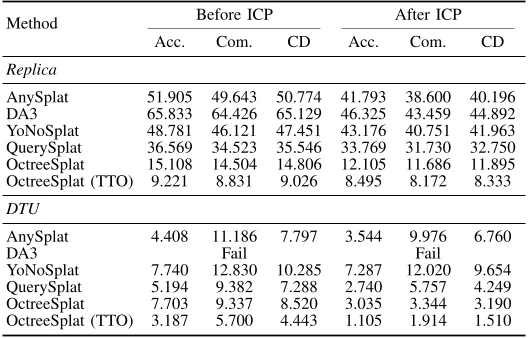 Method Before ICP After ICP
Acc. Com. CD Acc. Com. CD
Replica
AnySplat 51.905 49.643 50.774 41.793 38.600 40.196
DA3 65.833 64.426 65.129 46.325 43.459 44.892
YoNoSplat 48.781 46.121 47.451 43.176 40.751 41.963
QuerySplat 36.569 34.523 35.546 33.769 31.730 32.750
OctreeSplat 15.108 14.504 14.806 12.105 11.686 11.895
OctreeSplat (TTO) 9.221 8.831 9.026 8.495 8.172 8.333
DTU
AnySplat 4.408 11.186 7.797 3.544 9.976 6.760
DA3 Fail Fail
YoNoSplat 7.740 12.830 10.285 7.287 12.020 9.654
QuerySplat 5.194 9.382 7.288 2.740 5.757 4.249
OctreeSplat 7.703 9.337 8.520 3.035 3.344 3.190
OctreeSplat (TTO) 3.187 5.700 4.443 1.105 1.914 1.510